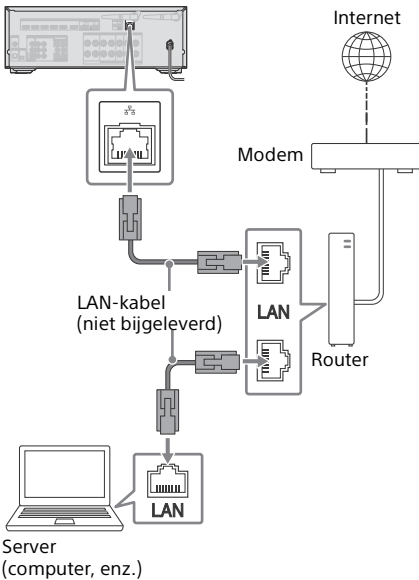 Internet
Modem
LAN-kabel
(niet bijgeleverd)
LAN
Router
LAN
Server
(computer, enz.)